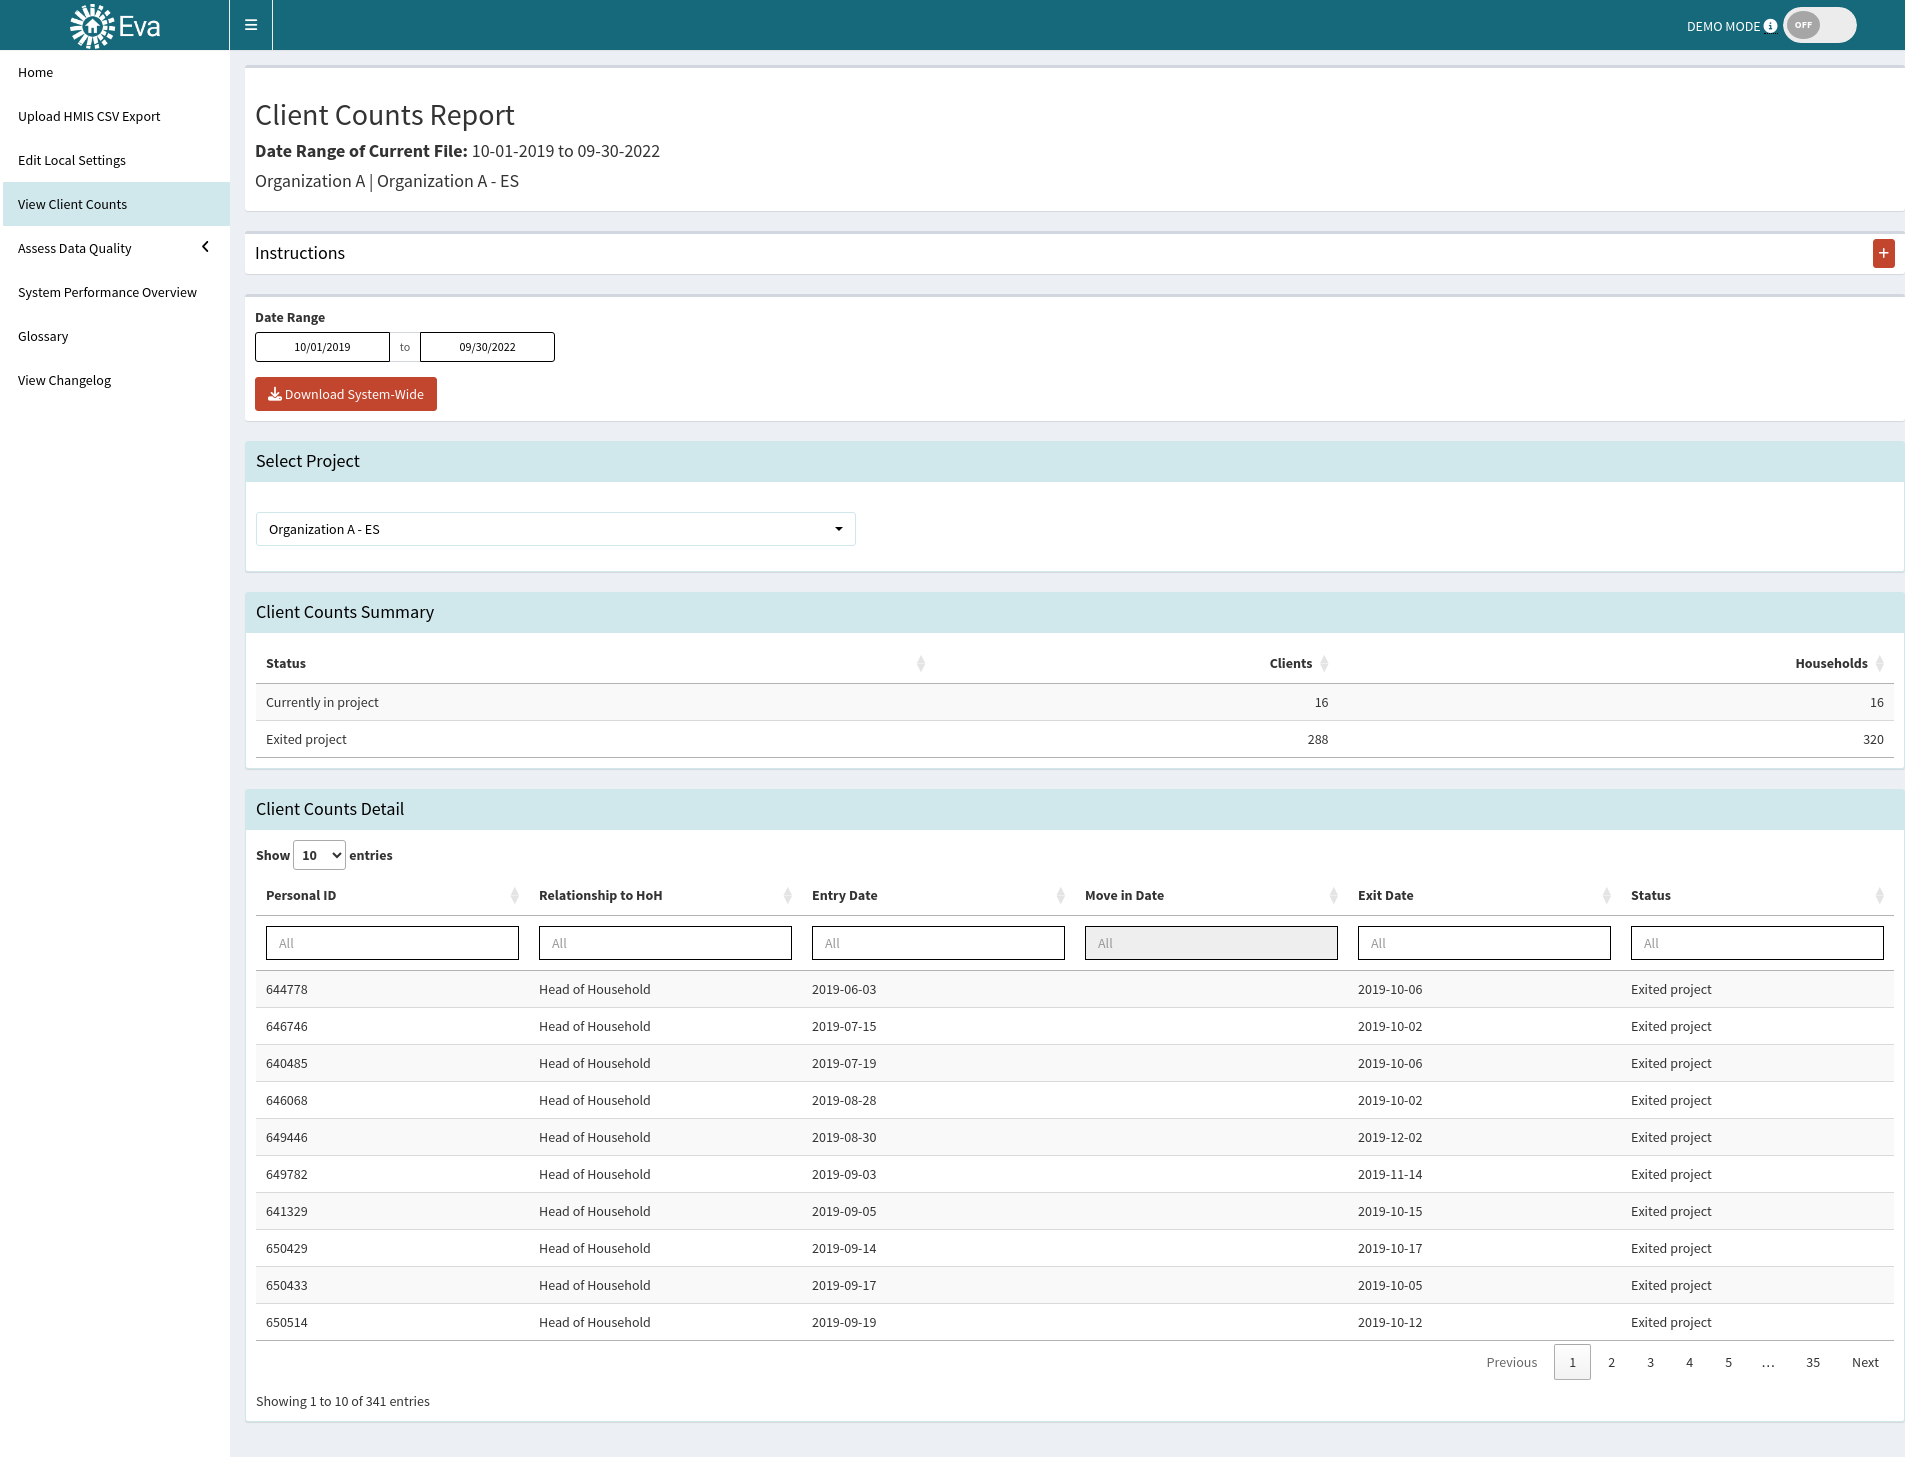 Eva
DEMO MODE OFF
Home
Upload HMIS CSV Export
Edit Local Settings
View Client Counts
Assess Data Quality
System Performance Overview
Glossary
View Changelog
Client Counts Report
Date Range of Current File: 10-01-2019 to 09-30-2022
Organization A | Organization A - ES
Instructions
Date Range
10/01/2019 to 09/30/2022
Download System-Wide
Select Project
Organization A - ES
Client Counts Summary
Status Clients Households
Currently in project 16 16
Exited project 288 320
Client Counts Detail
Show 10 entries
Personal ID Relationship to HoH Entry Date Move in Date Exit Date Status
All All All All All All
644778 Head of Household 2019-06-03 2019-10-06 Exited project
646746 Head of Household 2019-07-15 2019-10-02 Exited project
640485 Head of Household 2019-07-19 2019-10-06 Exited project
646068 Head of Household 2019-08-28 2019-10-02 Exited project
649446 Head of Household 2019-08-30 2019-12-02 Exited project
649782 Head of Household 2019-09-03 2019-11-14 Exited project
641329 Head of Household 2019-09-05 2019-10-15 Exited project
650429 Head of Household 2019-09-14 2019-10-17 Exited project
650433 Head of Household 2019-09-17 2019-10-05 Exited project
650514 Head of Household 2019-09-19 2019-10-12 Exited project
Previous 1 2 3 4 5 … 35 Next
Showing 1 to 10 of 341 entries